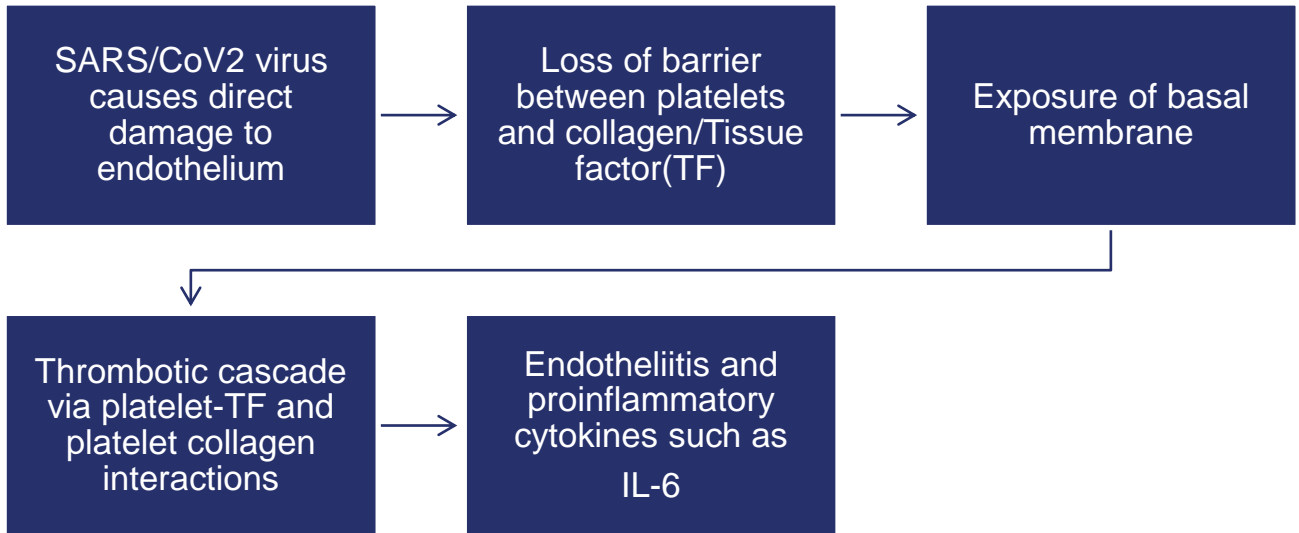 SARS/CoV2 virus
causes direct
damage to
endothelium
Loss of barrier
between platelets
and collagen/Tissue
factor(TF)
Exposure of basal
membrane
Thrombotic cascade
via platelet-TF and
platelet collagen
interactions
Endotheliitis and
proinflammatory
cytokines such as
IL-6